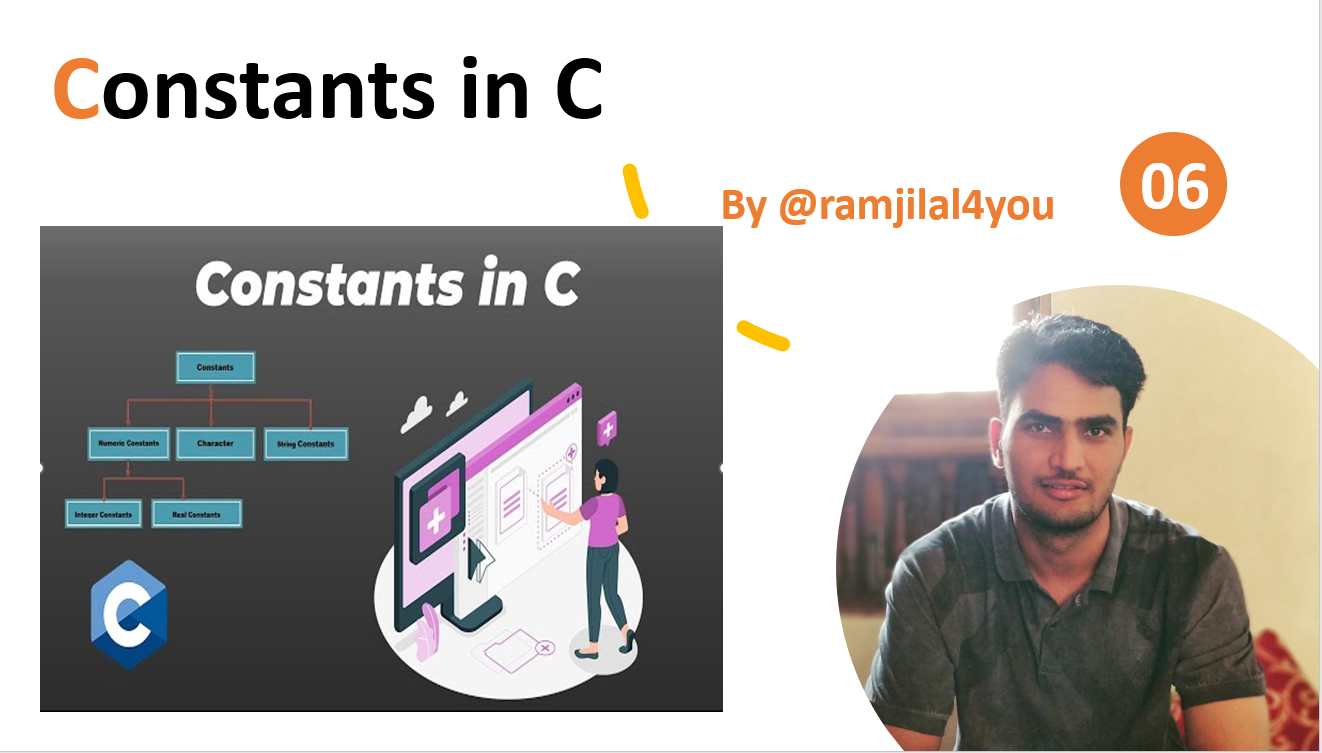 Constants in C
By @ramjilal4you
06
Constants in C
Constants
Numeric Constants
Character
String Constants
Integer Constants
Real Constants
C